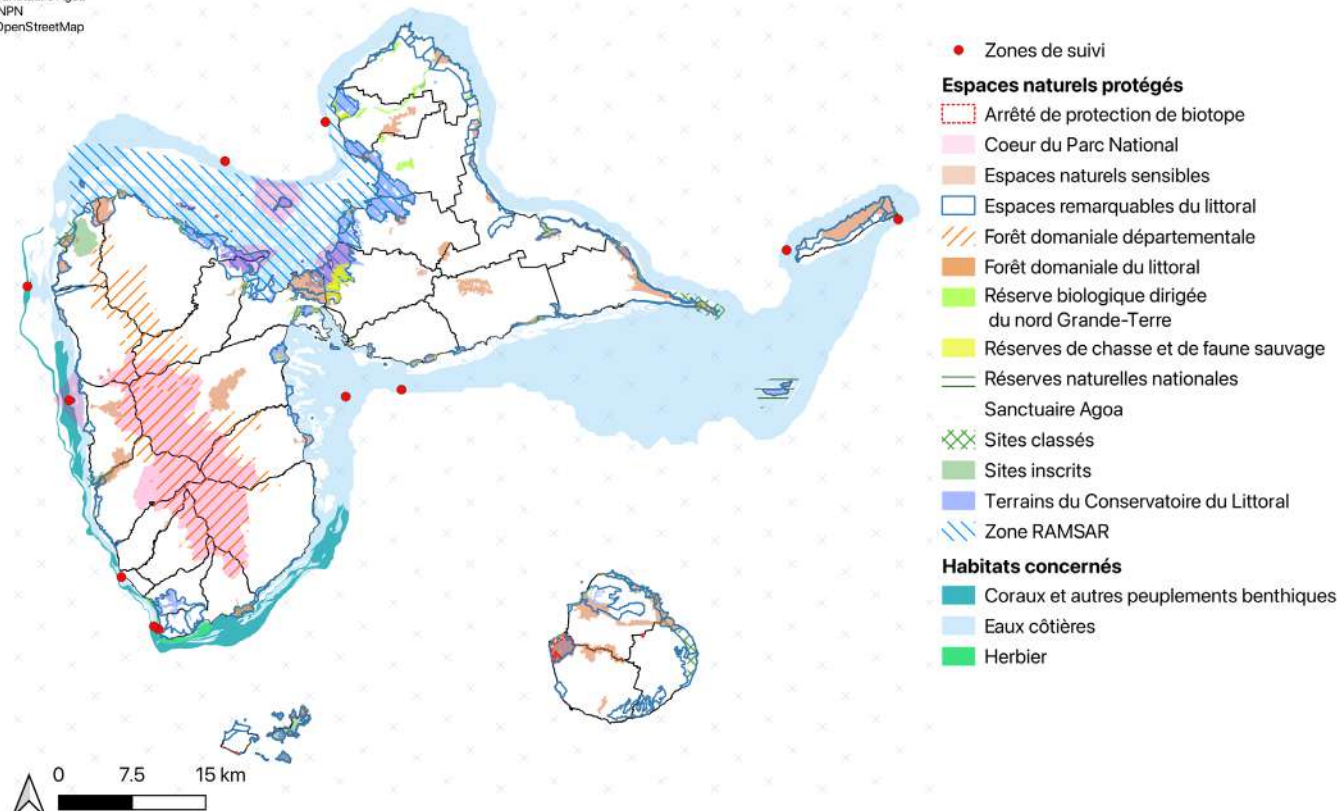 OpenStreetMap
Zones de suivi
Espaces naturels protégés
Arrêté de protection de biotope
Coeur du Parc National
Espaces naturels sensibles
Espaces remarquables du littoral
Forêt domaniale départementale
Forêt domaniale du littoral
Réserve biologique dirigée
du nord Grande-Terre
Réserves de chasse et de faune sauvage
Réserves naturelles nationales
Sanctuaire Agoa
Sites classés
Sites inscrits
Terrains du Conservatoire du Littoral
Zone RAMSAR
Habitats concernés
Coraux et autres peuplements benthiques
Eaux côtières
Herbier
0 7.5 15 km